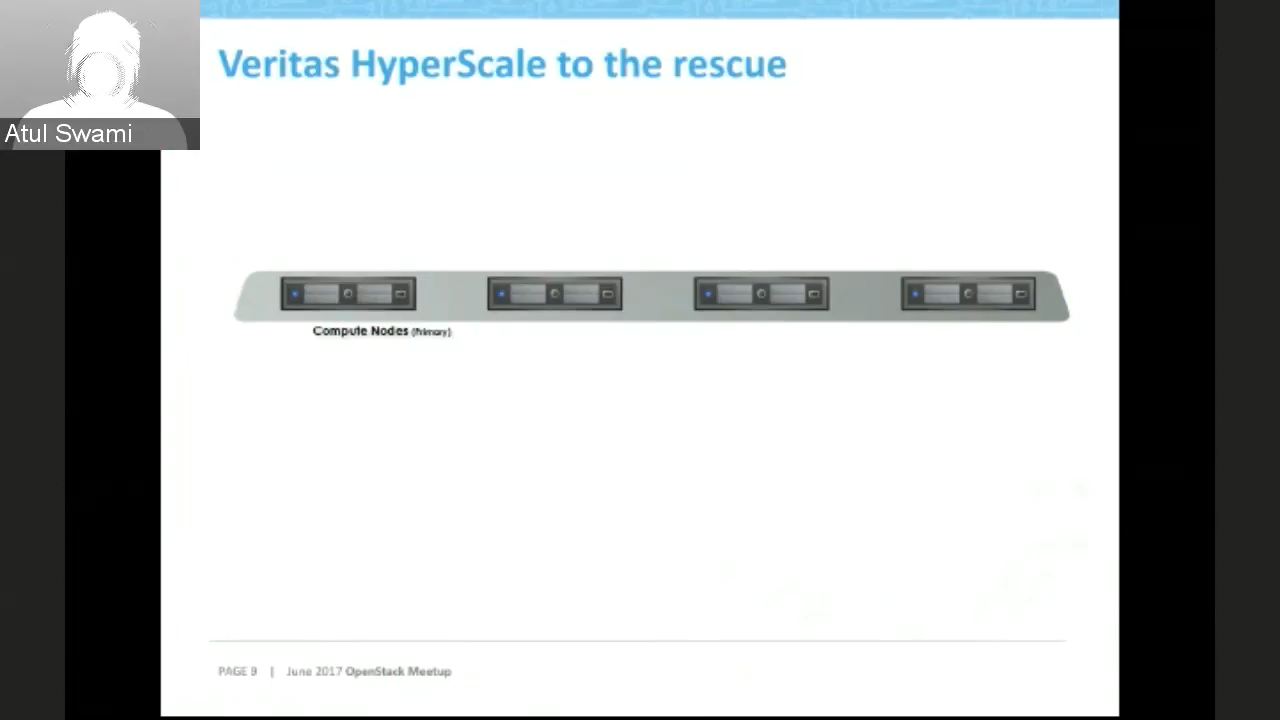 Veritas HyperScale to the rescue
Atul Swami
Compute Nodes (Primary)
PAGE 9 | June 2017 OpenStack Meetup